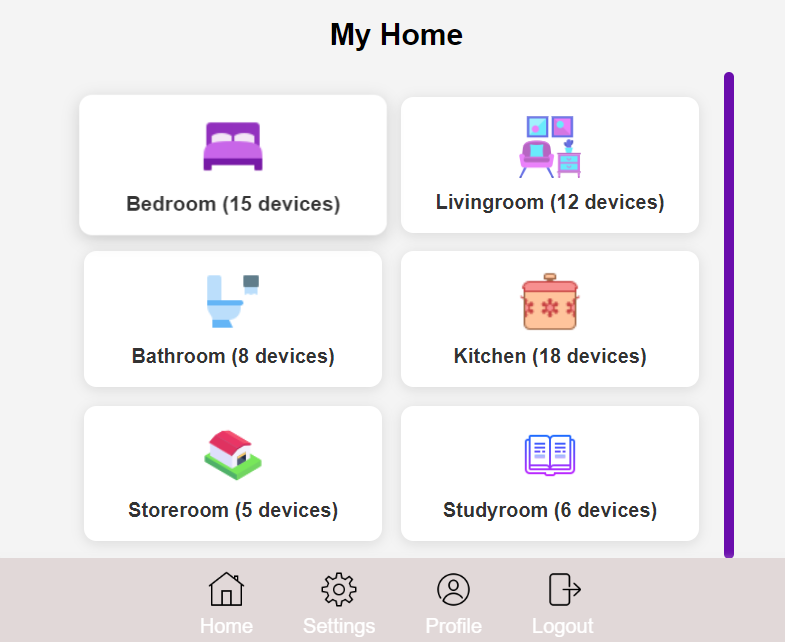 My Home
Bedroom (15 devices)
Livingroom (12 devices)
Bathroom (8 devices)
Kitchen (18 devices)
Storeroom (5 devices)
Studyroom (6 devices)
Home
Settings
Profile
Logout